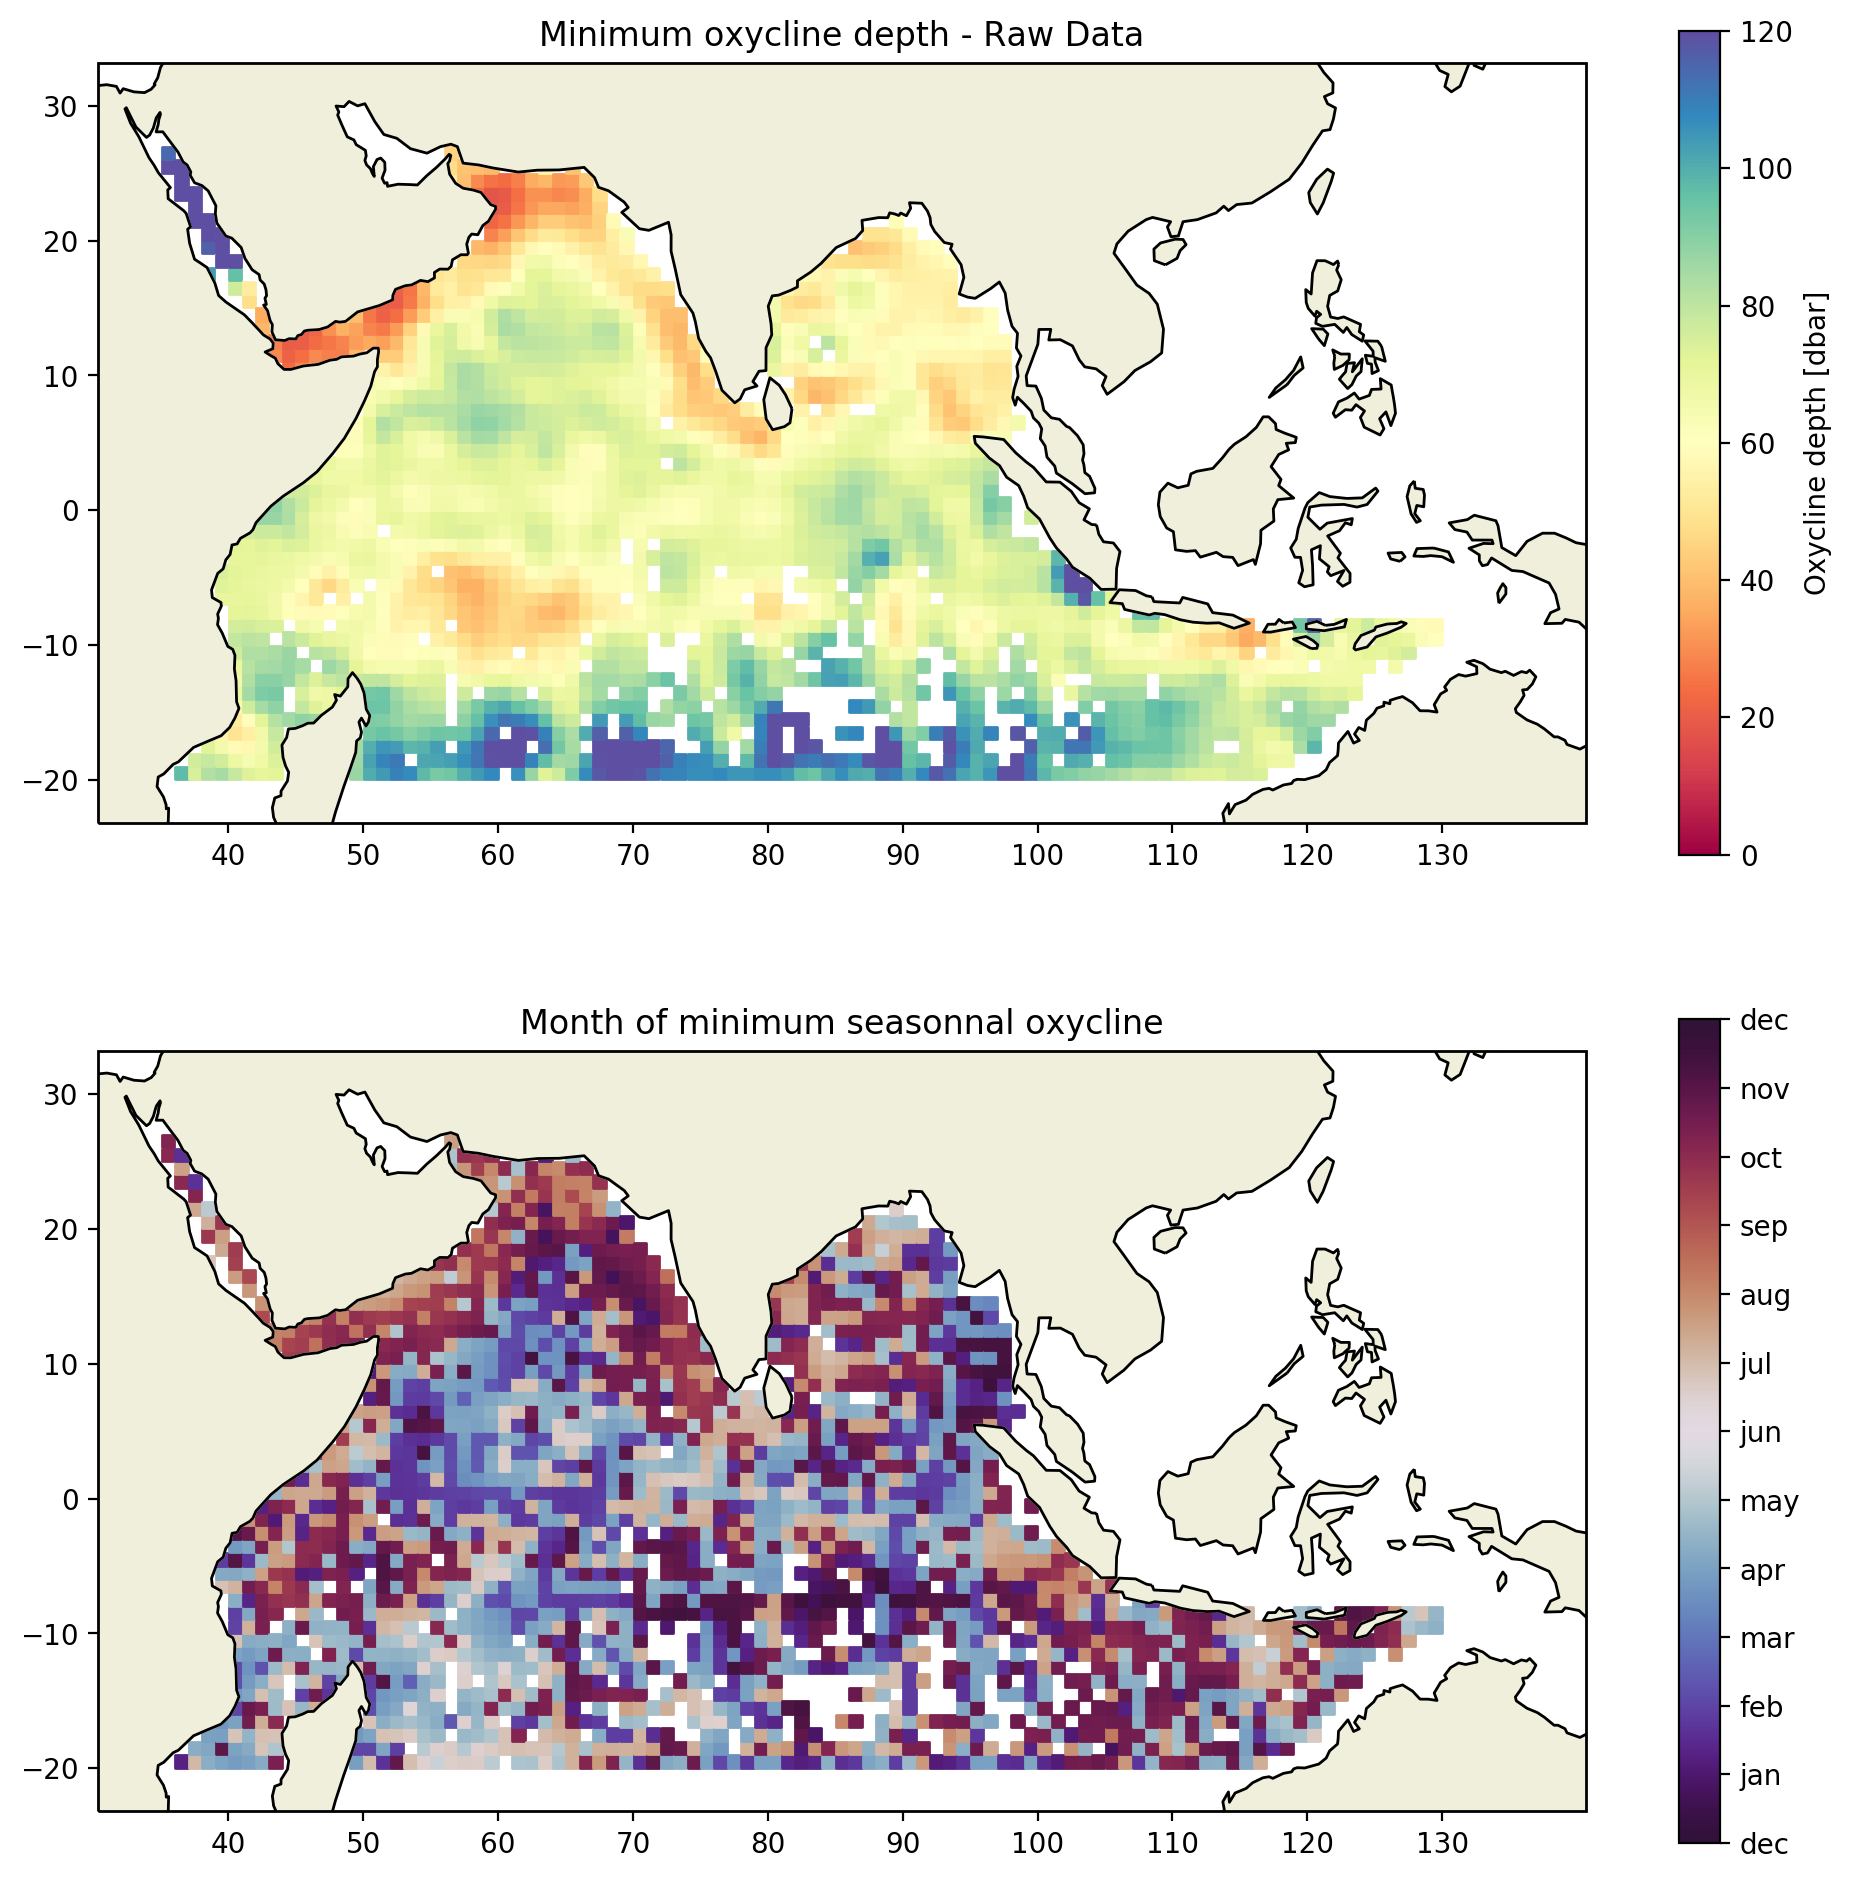 Minimum oxycline depth - Raw Data
30
20
10
0
−10
−20
40 50 60 70 80 90 100 110 120 130
120
100
80
60
40
20
0
Oxycline depth [dbar]
Month of minimum seasonnal oxycline
30
20
10
0
−10
−20
40 50 60 70 80 90 100 110 120 130
dec
nov
oct
sep
aug
jul
jun
may
apr
mar
feb
jan
dec